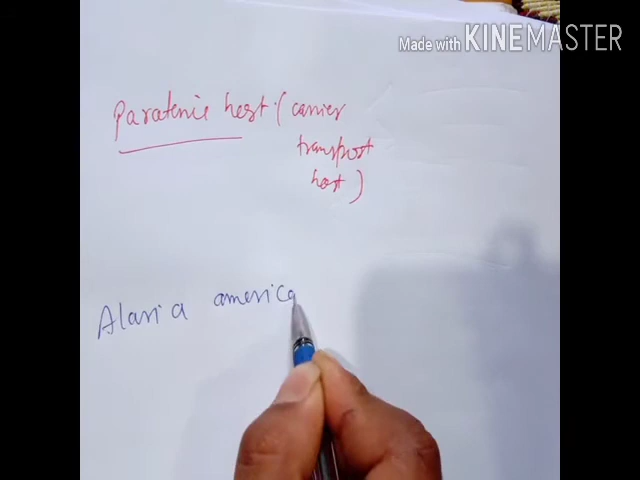 Made with KINEMASTER
Paratenic host (carrier
transport
host)
Alaria america